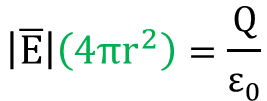 |E̅|(4πr²) = Q/ε₀